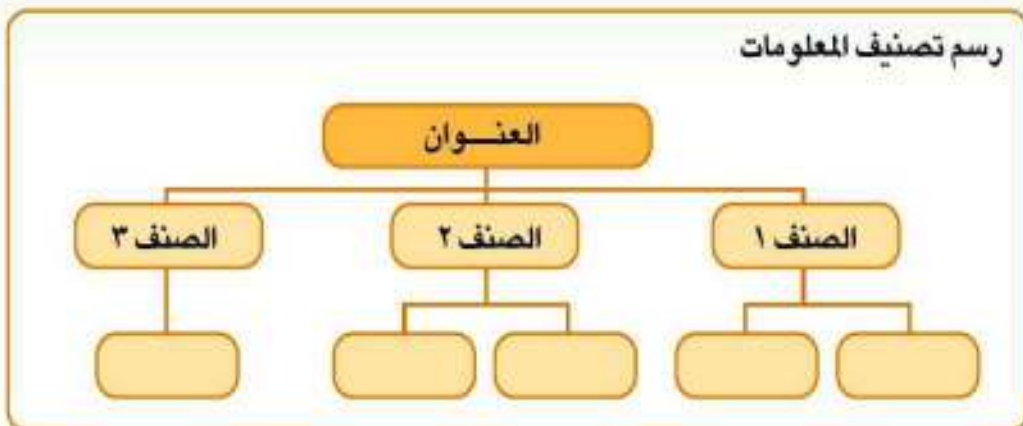 رسم تصنيف المعلومات
العنـــوان
الصنف ١
الصنف ٢
الصنف ٣